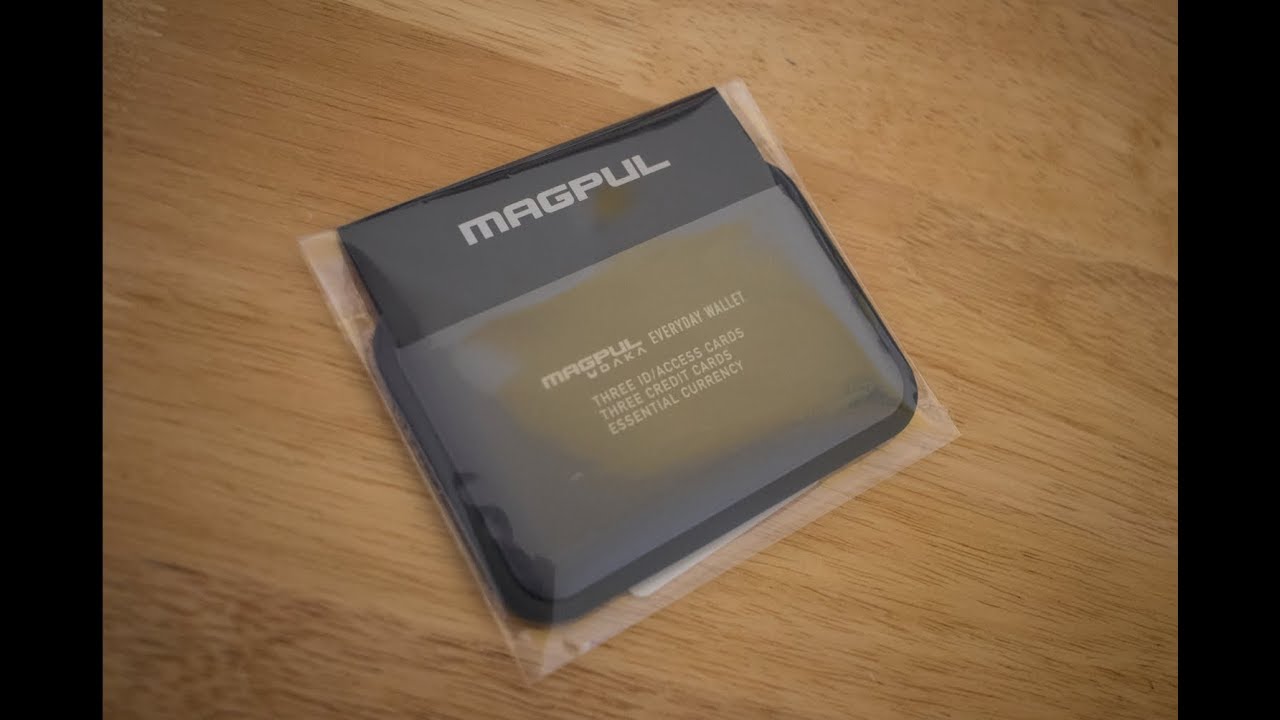 MAGPUL
MAGPUL EVERYDAY WALLET
DAKA
THREE ID/ACCESS CARDS
THREE CREDIT CARDS
ESSENTIAL CURRENCY